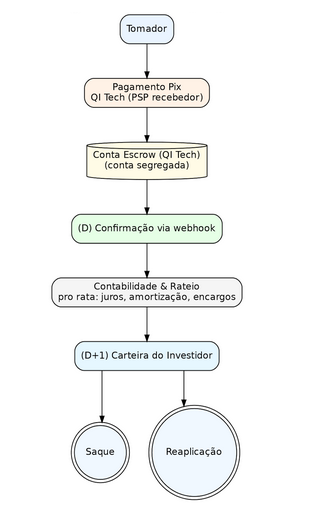 Tomador
Pagamento Pix
QI Tech (PSP recebedor)
Conta Escrow (QI Tech)
(conta segregada)
(D) Confirmação via webhook
Contabilidade & Rateio
pro rata: juros, amortização, encargos
(D+1) Carteira do Investidor
Saque
Reaplicação